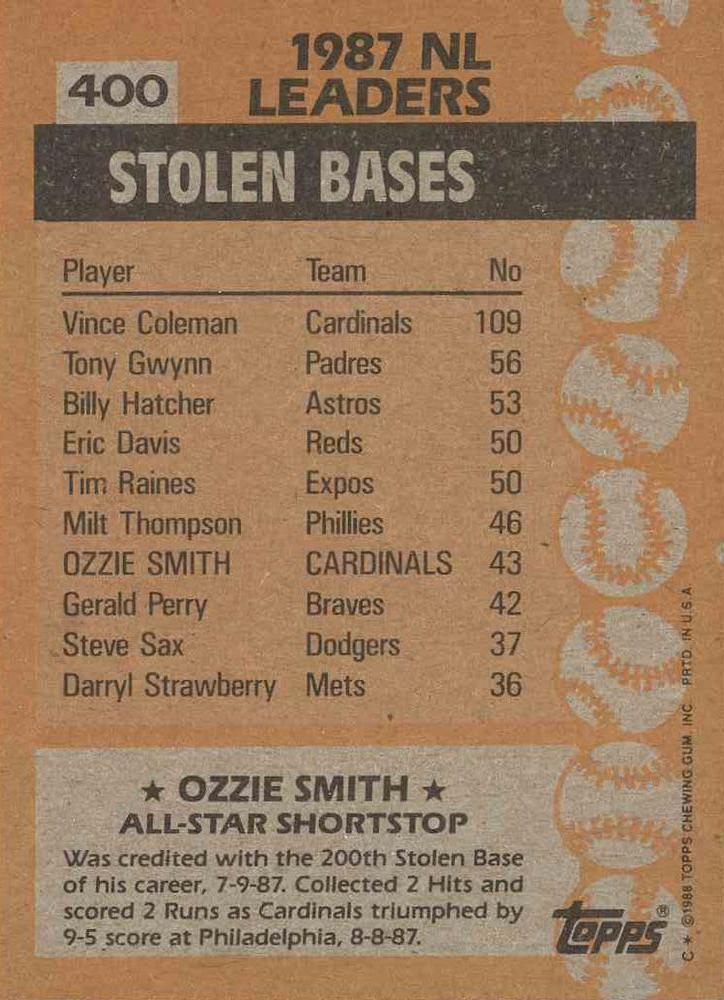 400
1987 NL
LEADERS
STOLEN BASES
Player Team No
Vince Coleman Cardinals 109
Tony Gwynn Padres 56
Billy Hatcher Astros 53
Eric Davis Reds 50
Tim Raines Expos 50
Milt Thompson Phillies 46
OZZIE SMITH CARDINALS 43
Gerald Perry Braves 42
Steve Sax Dodgers 37
Darryl Strawberry Mets 36
★ OZZIE SMITH ★
ALL-STAR SHORTSTOP
Was credited with the 200th Stolen Base
of his career, 7-9-87. Collected 2 Hits and
scored 2 Runs as Cardinals triumphed by
9-5 score at Philadelphia, 8-8-87.
topps®
C * ©1988 TOPPS CHEWING GUM, INC. PRTD. IN U.S.A.